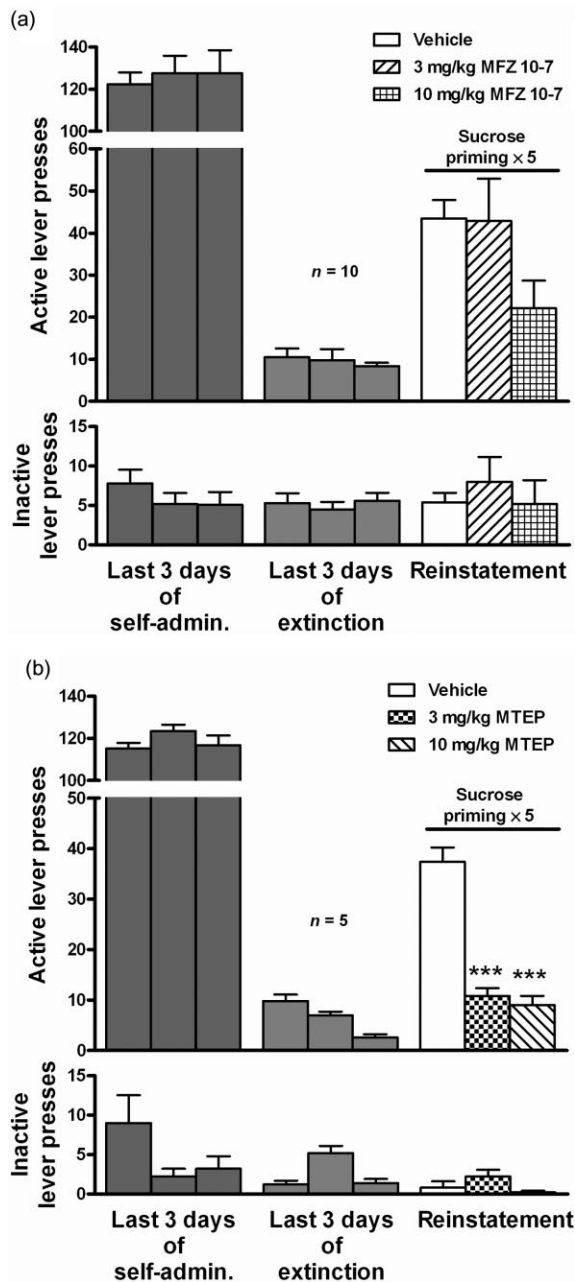 (a)
Vehicle
3 mg/kg MFZ 10-7
10 mg/kg MFZ 10-7
Sucrose
priming × 5
n = 10
Active lever presses
140
120
100
60
50
40
30
20
10
0
Inactive
lever presses
15
10
5
0
Last 3 days
of
self-admin.
Last 3 days
of
extinction
Reinstatement
(b)
Vehicle
3 mg/kg MTEP
10 mg/kg MTEP
Sucrose
priming × 5
n = 5
*** ***
Active lever presses
140
120
100
50
40
30
20
10
0
Inactive
lever presses
15
10
5
0
Last 3 days
of
self-admin.
Last 3 days
of
extinction
Reinstatement